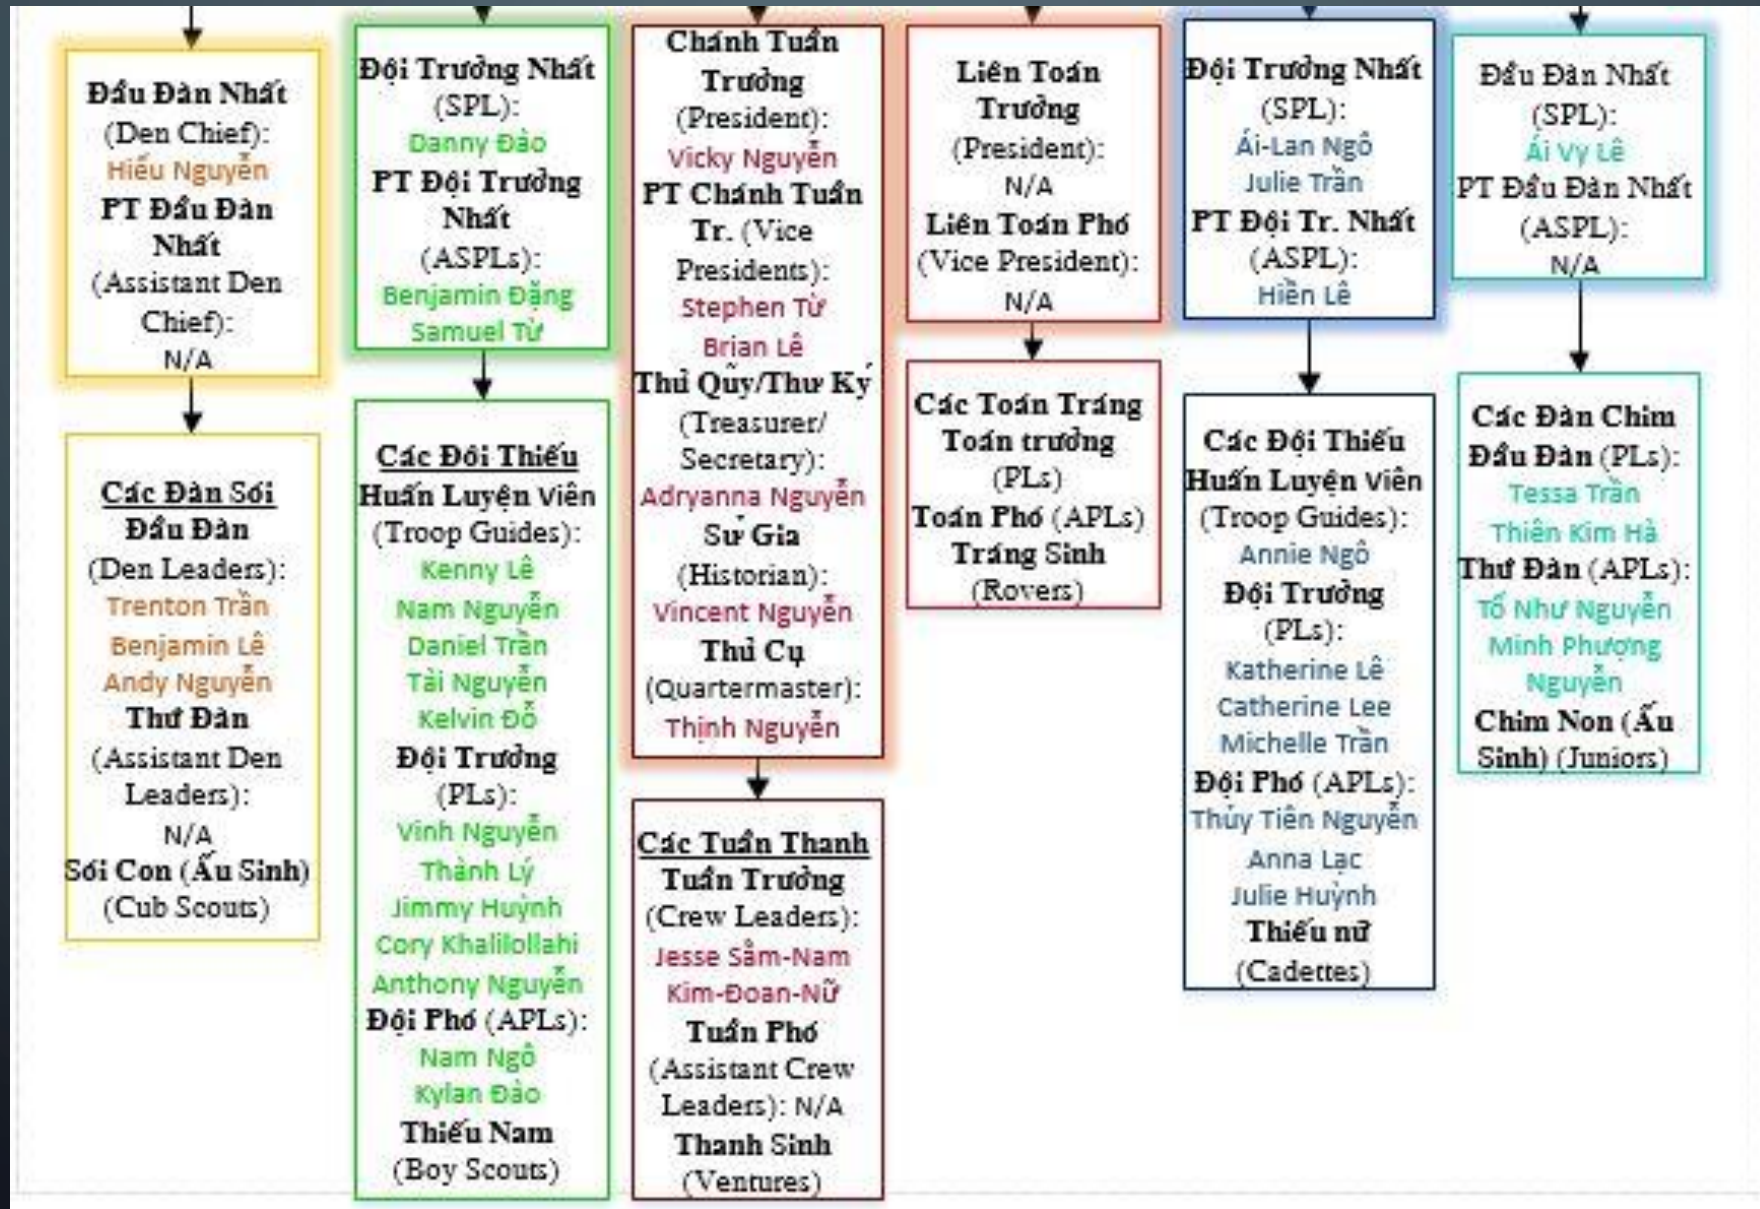 Đầu Đàn Nhất
(Den Chief):
Hiếu Nguyễn
PT Đầu Đàn
Nhất
(Assistant Den
Chief):
N/A
Các Đàn Sói
Đầu Đàn
(Den Leaders):
Trenton Trần
Benjamin Lê
Andy Nguyễn
Thứ Đàn
(Assistant Den
Leaders):
N/A
Sói Con (Ấu Sinh)
(Cub Scouts)
Đội Trưởng Nhất
(SPL):
Danny Đào
PT Đội Trưởng
Nhất
(ASPLs):
Benjamin Đặng
Samuel Từ
Các Đôi Thiếu
Huấn Luyện Viên
(Troop Guides):
Kenny Lê
Nam Nguyễn
Daniel Trần
Tài Nguyễn
Kelvin Đỗ
Đội Trưởng
(PLs):
Vinh Nguyễn
Thành Lý
Jimmy Huỳnh
Cory Khalilollahi
Anthony Nguyễn
Đội Phó (APLs):
Nam Ngô
Kylan Đào
Thiếu Nam
(Boy Scouts)
Chánh Tuần
Trưởng
(President):
Vicky Nguyễn
PT Chánh Tuần
Tr. (Vice
Presidents):
Stephen Từ
Brian Lê
Thủ Qũy/Thư Ký
(Treasurer/
Secretary):
Adryanna Nguyễn
Sử Gia
(Historian):
Vincent Nguyễn
Thủ Cụ
(Quartermaster):
Thịnh Nguyễn
Các Tuần Thanh
Tuần Trưởng
(Crew Leaders):
Jesse Sẩm-Nam
Kim-Đoan-Nữ
Tuần Phó
(Assistant Crew
Leaders): N/A
Thanh Sinh
(Ventures)
Liên Toán
Trưởng
(President):
N/A
Liên Toán Phó
(Vice President):
N/A
Các Toán Tráng
Toán trưởng
(PLs)
Toán Phó (APLs)
Tráng Sinh
(Rovers)
Đội Trưởng Nhất
(SPL):
Ái-Lan Ngô
Julie Trần
PT Đội Tr. Nhất
(ASPL):
Hiền Lê
Các Đội Thiếu
Huấn Luyện Viên
(Troop Guides):
Annie Ngô
Đội Trưởng
(PLs):
Katherine Lê
Catherine Lee
Michelle Trần
Đội Phó (APLs):
Thủy Tiên Nguyễn
Anna Lạc
Julie Huỳnh
Thiếu nữ
(Cadettes)
Đầu Đàn Nhất
(SPL):
Ái Vy Lê
PT Đầu Đàn Nhất
(ASPL):
N/A
Các Đàn Chim
Đầu Đàn (PLs):
Tessa Trần
Thiên Kim Hà
Thứ Đàn (APLs):
Tố Như Nguyễn
Minh Phượng
Nguyễn
Chim Non (Ấu
Sinh) (Juniors)